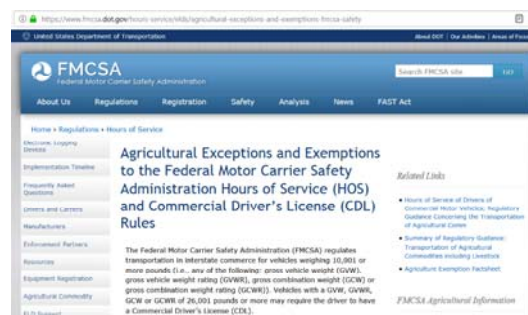 https://www.fmcsa.dot.gov/hours-service/elds/agricultural-exceptions-and-exemptions-fmcsa-safety
United States Department of Transportation
About DOT | Our Activities | Areas of Focus
FMCSA
Federal Motor Carrier Safety Administration
Search FMCSA site
GO
About Us Regulations Registration Safety Analysis News FAST Act
Home » Regulations » Hours of Service
Electronic Logging
Devices
Implementation Timeline
Frequently Asked
Questions
Drivers and Carriers
Manufacturers
Enforcement Partners
Resources
Equipment Registration
Agricultural Commodity
ELD Support
Agricultural Exceptions and Exemptions
to the Federal Motor Carrier Safety
Administration Hours of Service (HOS)
and Commercial Driver's License (CDL)
Rules
The Federal Motor Carrier Safety Administration (FMCSA) regulates
transportation in interstate commerce for vehicles weighing 10,001 or
more pounds (i.e., any of the following: gross vehicle weight (GVW),
gross vehicle weight rating (GVWR), gross combination weight (GCW) or
gross combination weight rating (GCWR)). Vehicles with a GVW, GVWR,
GCW or GCWR of 26,001 pounds or more may require the driver to have
a Commercial Driver's License (CDL).
Related Links
Hours of Service of Drivers of
Commercial Motor Vehicles, Regulatory
Guidance Concerning the Transportation
of Agricultural Comm
Summary of Regulatory Guidance:
Transportation of Agricultural
Commodities including Livestock
Agriculture Exemption Factsheet
FMCSA Agricultural Information